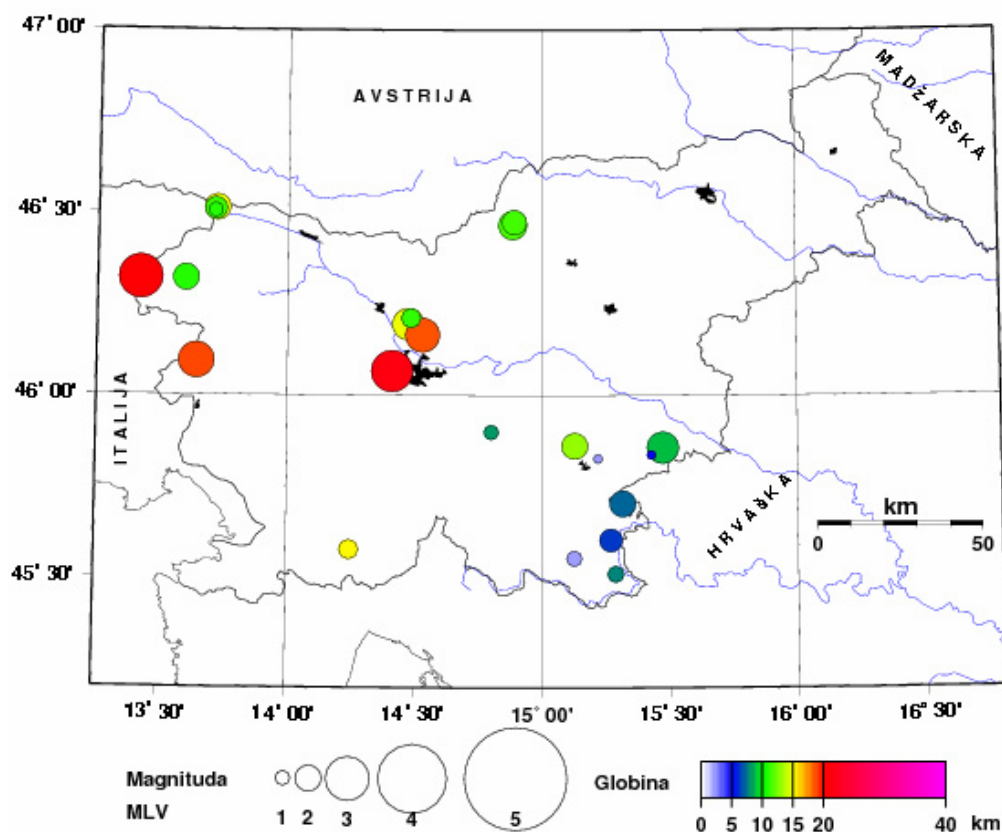 47° 00'
AVSTRIJA
MADŽARSKA
46° 30'
46° 00'
ITALIJA
HRVAŠKA
km
0 50
45° 30'
13° 30' 14° 00' 14° 30' 15° 00' 15° 30' 16° 00' 16° 30'
Magnituda
MLV
1 2 3 4 5
Globina
0 5 10 15 20 40 km